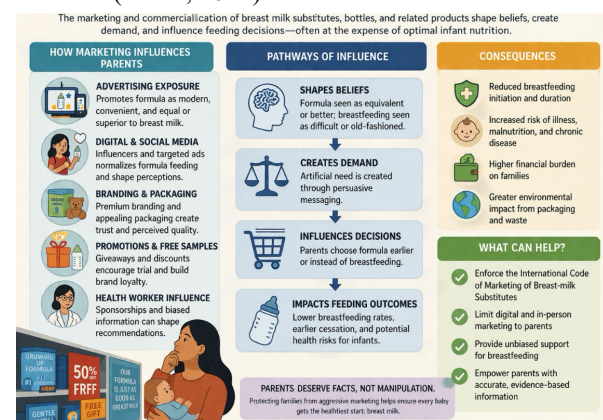 The marketing and commercialization of breast milk substitutes, bottles, and related products shape beliefs, create
demand, and influence feeding decisions—often at the expense of optimal infant nutrition.
HOW MARKETING INFLUENCES
PARENTS
ADVERTISING EXPOSURE
Promotes formula as modern,
convenient, and equal or
superior to breast milk.
DIGITAL & SOCIAL MEDIA
Influencers and targeted ads
normalizes formula feeding
and shape perceptions.
BRANDING & PACKAGING
Premium branding and
appealing packaging create
trust and perceived quality.
PROMOTIONS & FREE SAMPLES
Giveaways and discounts
encourage trial and build
brand loyalty.
HEALTH WORKER INFLUENCE
Sponsorships and biased
information can shape
recommendations.
GROWING
UP
FORMULA
#1
50%
FRFF
FREE
GIFT
GENTLE
OUR
FORMULA
IS JUST AS
GOOD AS
BREAST MILK
PATHWAYS OF INFLUENCE
SHAPES BELIEFS
Formula seen as equivalent
or better; breastfeeding seen
as difficult or old-fashioned.
CREATES DEMAND
Artificial need is created
through persuasive
messaging.
INFLUENCES DECISIONS
Parents choose formula earlier
or instead of breastfeeding.
IMPACTS FEEDING OUTCOMES
Lower breastfeeding rates,
earlier cessation, and potential
health risks for infants.
CONSEQUENCES
Reduced breastfeeding
initiation and duration
Increased risk of illness,
malnutrition, and chronic
disease
Higher financial burden
on families
Greater environmental
impact from packaging
and waste
WHAT CAN HELP?
Enforce the International Code
of Marketing of Breast-milk
Substitutes
Limit digital and in-person
marketing to parents
Provide unbiased support
for breastfeeding
Empower parents with
accurate, evidence-based
information
PARENTS DESERVE FACTS, NOT MANIPULATION.
Protecting families from aggressive marketing helps ensure every baby
gets the healthiest start: breast milk.